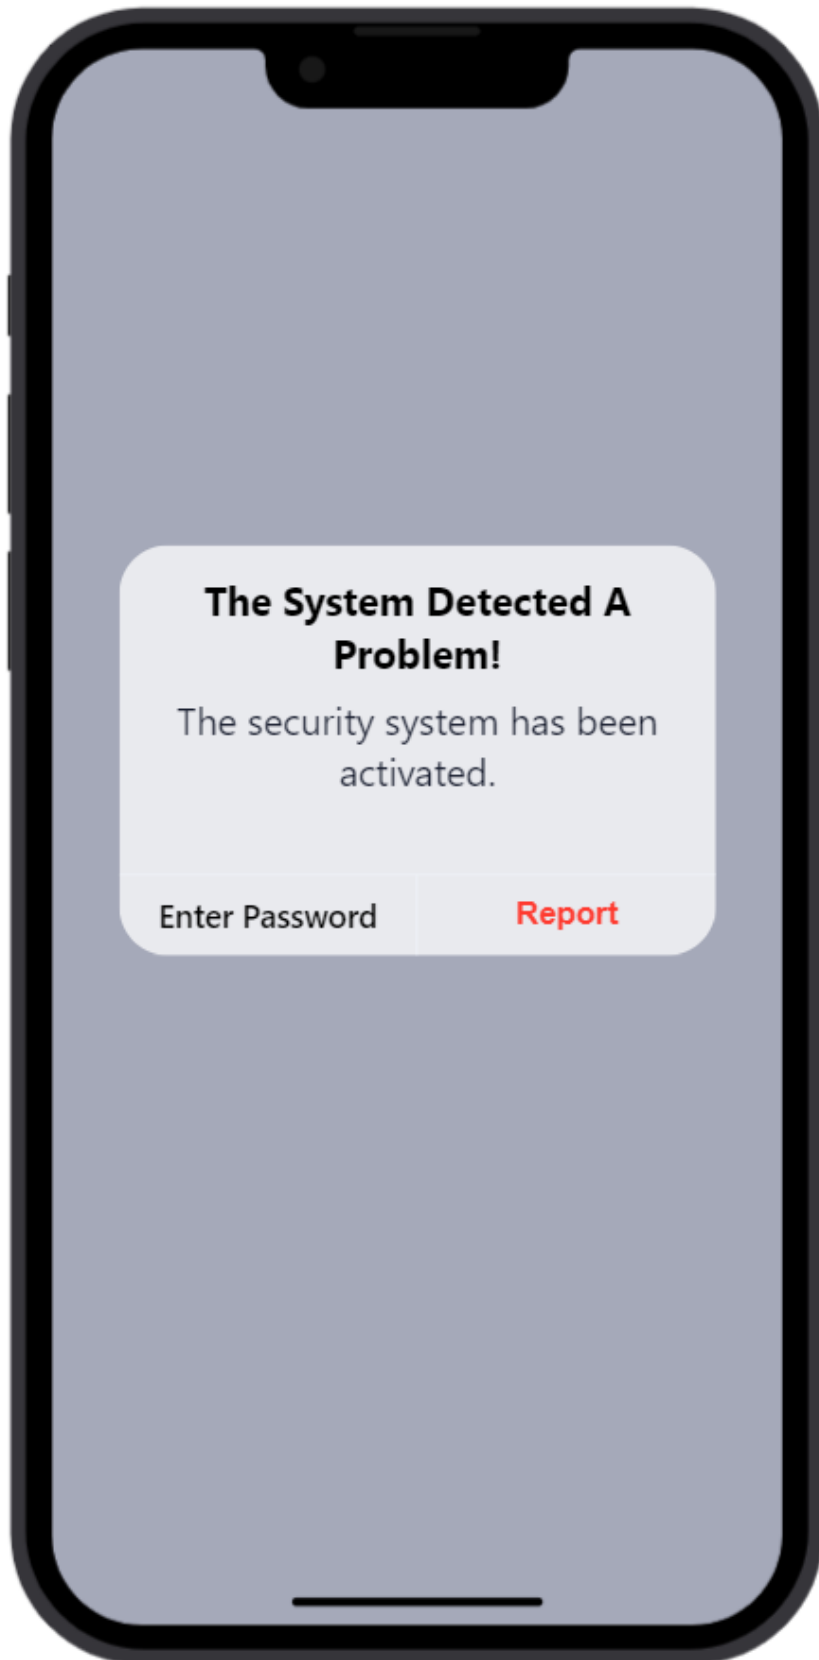 The System Detected A
Problem!
The security system has been
activated.
Enter Password
Report